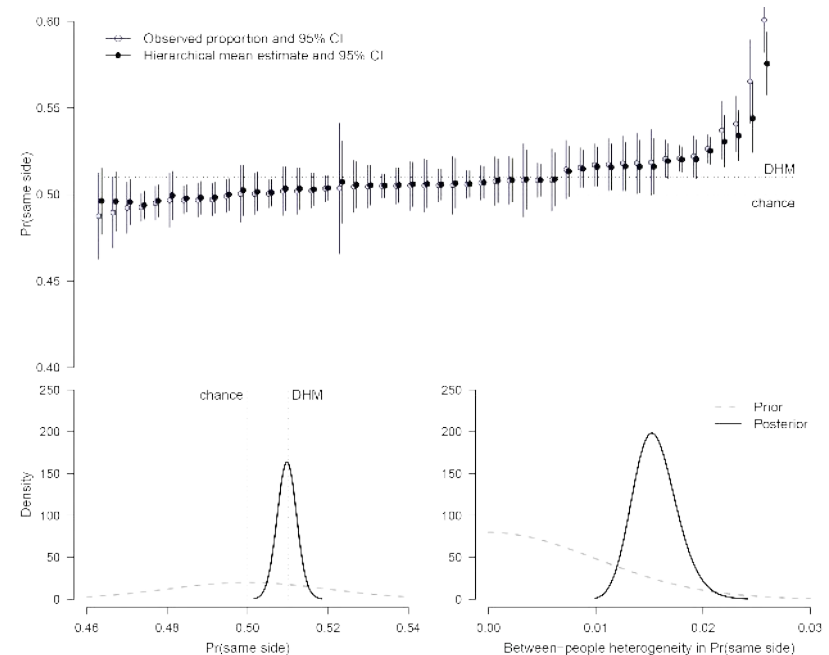 0.60
Observed proportion and 95% CI
Hierarchical mean estimate and 95% CI
0.55
Pr(same side)
DHM
0.50
chance
0.45
0.40
250
200
150
100
50
0
Density
chance
DHM
0.46
0.48
0.50
0.52
0.54
Pr(same side)
250
200
150
100
50
0
Prior
Posterior
0.00
0.01
0.02
0.03
Between-people heterogeneity in Pr(same side)